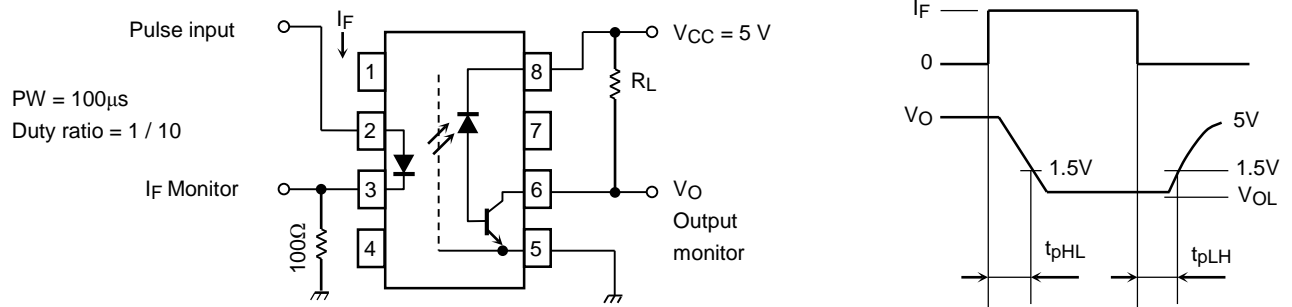 Pulse input
IF
VCC = 5 V
PW = 100μs
Duty ratio = 1 / 10
IF Monitor
100Ω
1
2
3
4
8
7
6
5
RL
VO
Output
monitor
IF
0
VO
5V
1.5V
1.5V
VOL
tpHL
tpLH